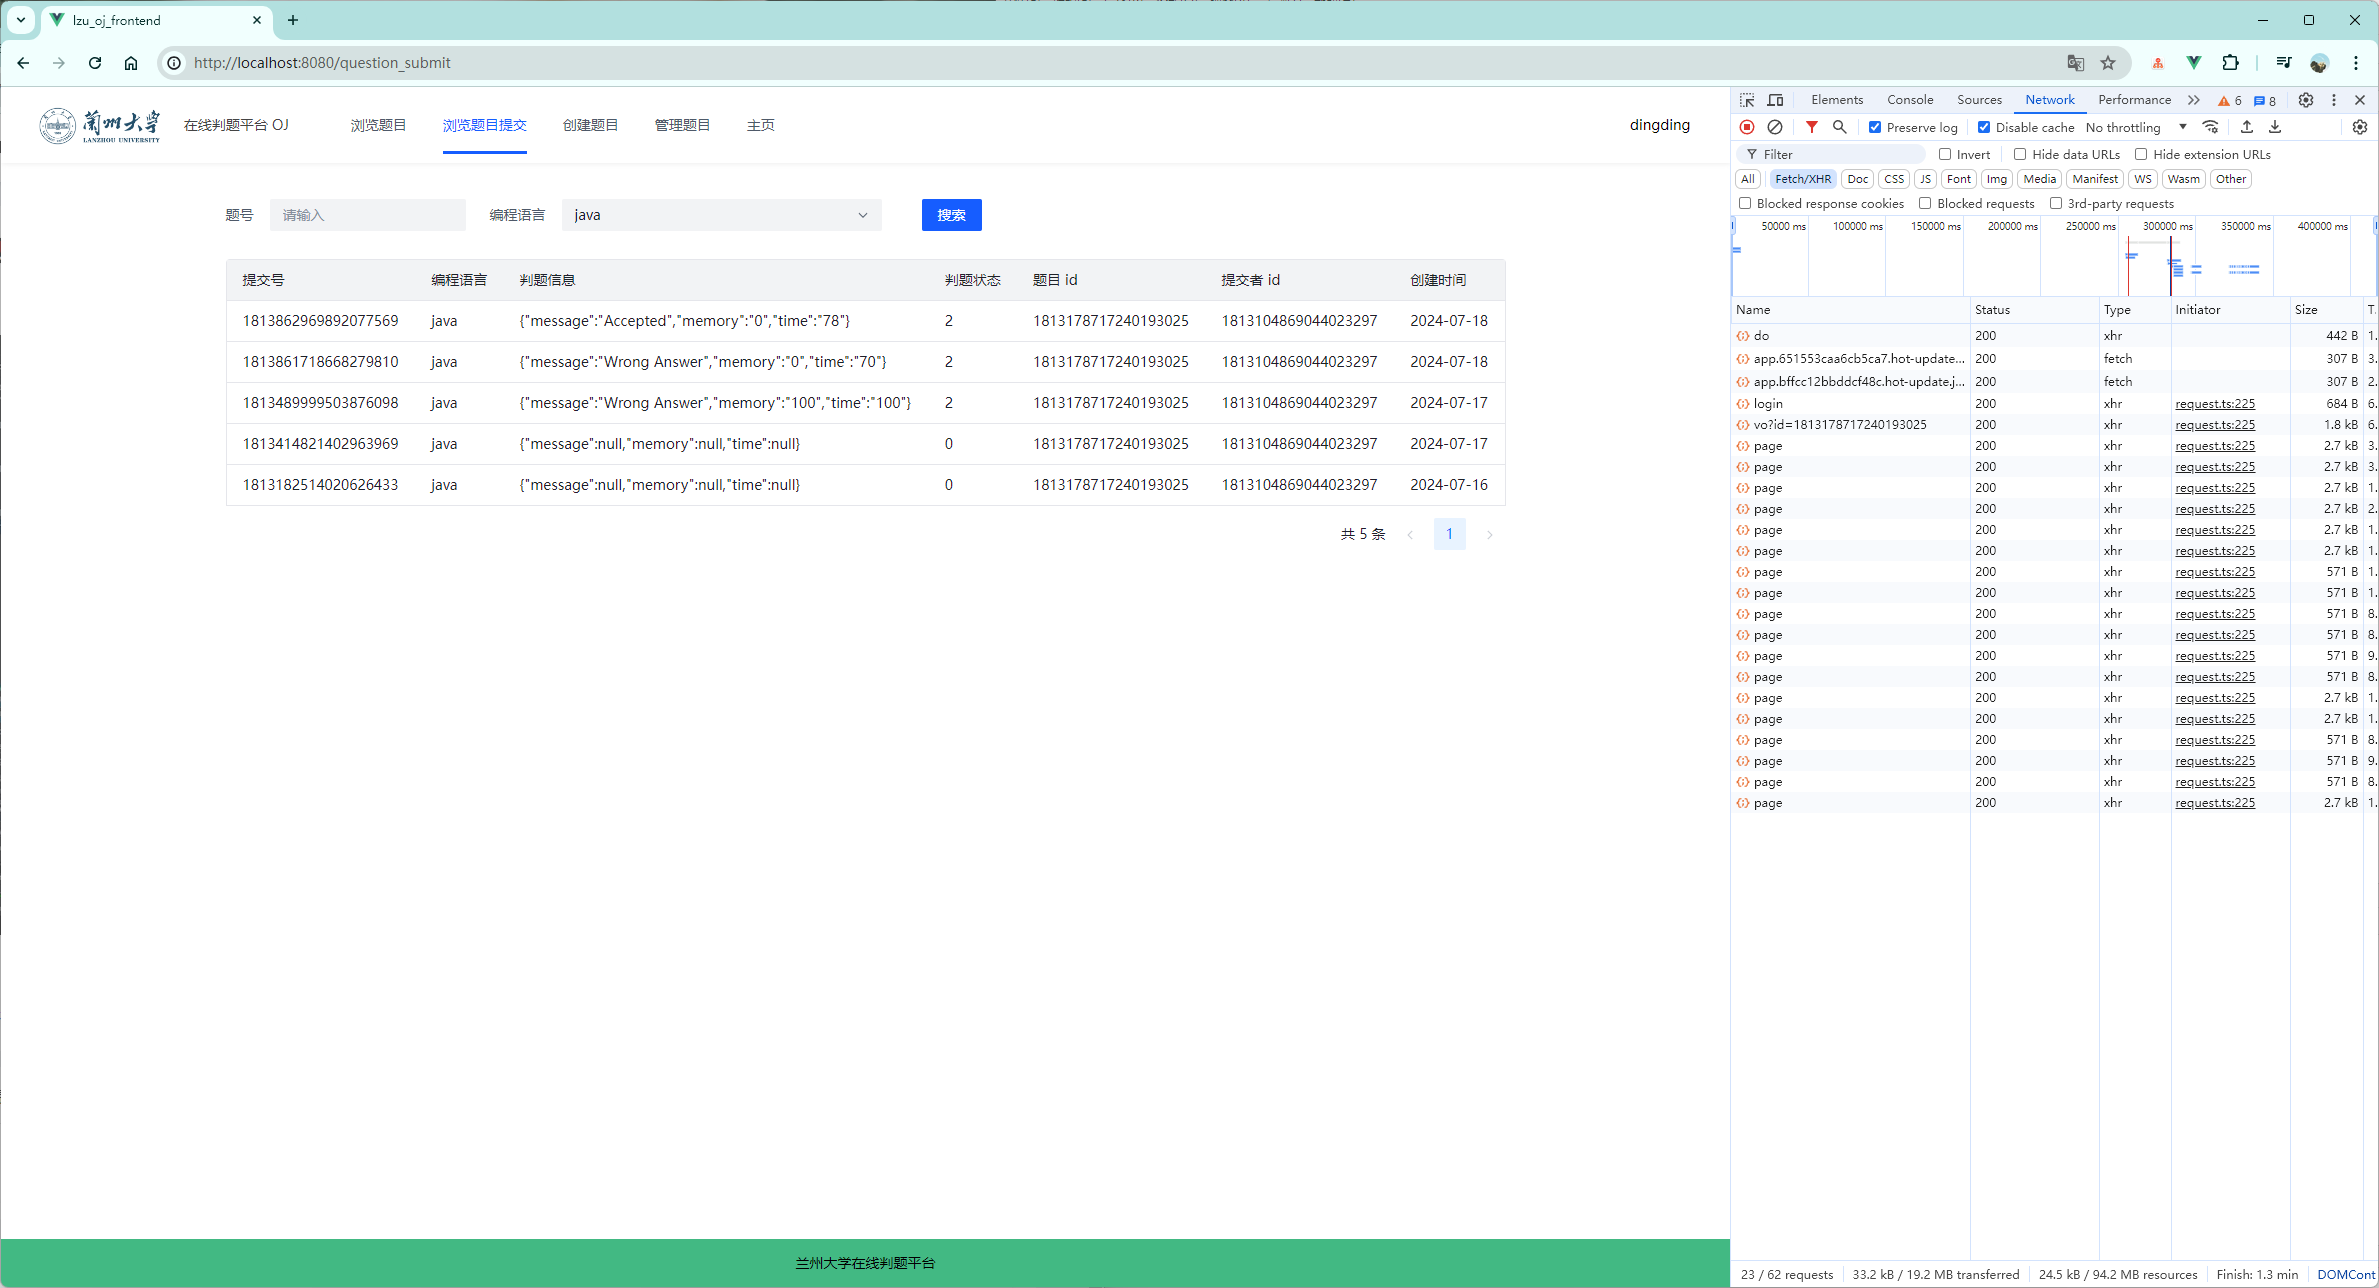 lzu_oj_frontend
http://localhost:8080/question_submit
蘭州大学
LANZHOU UNIVERSITY
在线判题平台 OJ
浏览题目
浏览题目提交
创建题目
管理题目
主页
dingding
题号
请输入
编程语言
java
搜索
提交号 编程语言 判题信息 判题状态 题目 id 提交者 id 创建时间
1813862969892077569 java {"message":"Accepted","memory":"0","time":"78"} 2 1813178717240193025 1813104869044023297 2024-07-18
1813861718668279810 java {"message":"Wrong Answer","memory":"0","time":"70"} 2 1813178717240193025 1813104869044023297 2024-07-18
1813489999503876098 java {"message":"Wrong Answer","memory":"100","time":"100"} 2 1813178717240193025 1813104869044023297 2024-07-17
1813414821402963969 java {"message":null,"memory":null,"time":null} 0 1813178717240193025 1813104869044023297 2024-07-17
1813182514020626433 java {"message":null,"memory":null,"time":null} 0 1813178717240193025 1813104869044023297 2024-07-16
共 5 条 1
兰州大学在线判题平台
Elements Console Sources Network Performance 6 8
Preserve log Disable cache No throttling
Filter Invert Hide data URLs Hide extension URLs
All Fetch/XHR Doc CSS JS Font Img Media Manifest WS Wasm Other
Blocked response cookies Blocked requests 3rd-party requests
50000 ms 100000 ms 150000 ms 200000 ms 250000 ms 300000 ms 350000 ms 400000 ms
Name Status Type Initiator Size T.
do 200 xhr 442 B 1.
app.651553caa6cb5ca7.hot-update... 200 fetch 307 B 3.
app.bffcc12bbddcf48c.hot-update.j... 200 fetch 307 B 2.
login 200 xhr request.ts:225 684 B 6.
vo?id=1813178717240193025 200 xhr request.ts:225 1.8 kB 6.
page 200 xhr request.ts:225 2.7 kB 3.
page 200 xhr request.ts:225 2.7 kB 3.
page 200 xhr request.ts:225 2.7 kB 1.
page 200 xhr request.ts:225 2.7 kB 2.
page 200 xhr request.ts:225 2.7 kB 1.
page 200 xhr request.ts:225 2.7 kB 1.
page 200 xhr request.ts:225 571 B 1.
page 200 xhr request.ts:225 571 B 1.
page 200 xhr request.ts:225 571 B 8.
page 200 xhr request.ts:225 571 B 8.
page 200 xhr request.ts:225 571 B 9.
page 200 xhr request.ts:225 571 B 8.
page 200 xhr request.ts:225 2.7 kB 1.
page 200 xhr request.ts:225 2.7 kB 1.
page 200 xhr request.ts:225 571 B 8.
page 200 xhr request.ts:225 571 B 9.
page 200 xhr request.ts:225 571 B 8.
page 200 xhr request.ts:225 2.7 kB 1.
23 / 62 requests 33.2 kB / 19.2 MB transferred 24.5 kB / 94.2 MB resources Finish: 1.3 min DOMCont